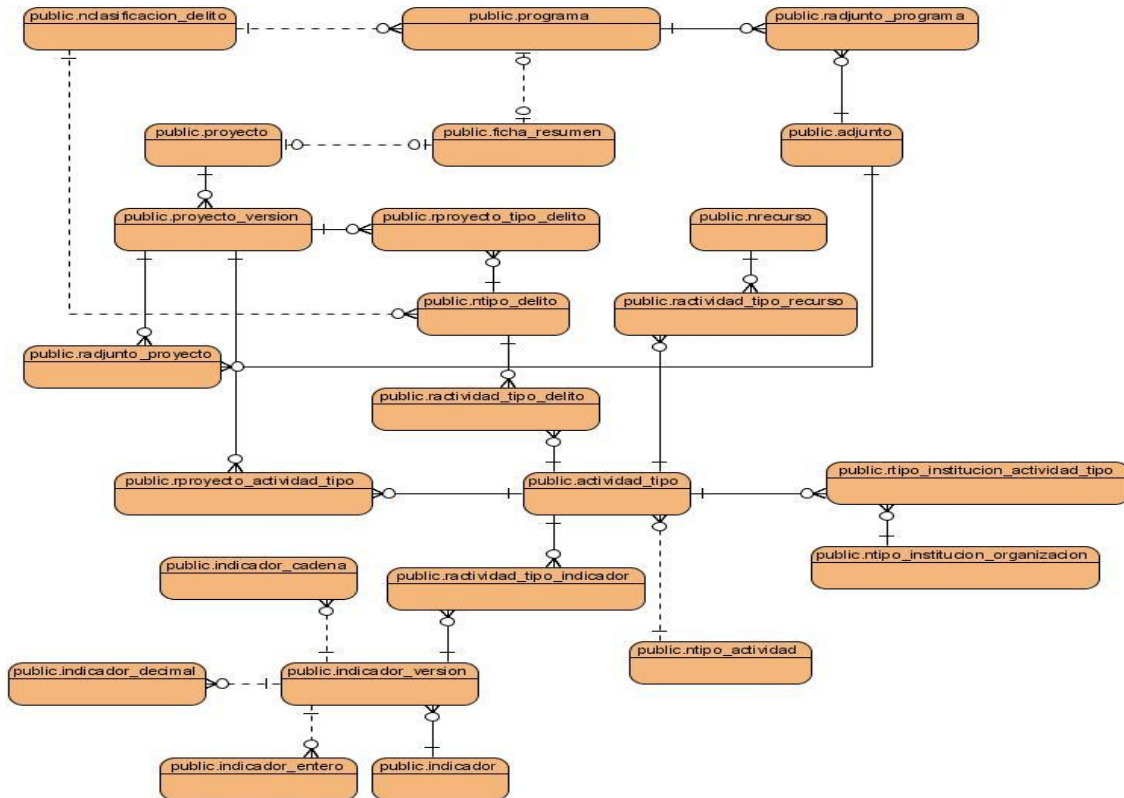 public.nclasificacion_delito
public.programa
public.radjunto_programa
public.proyecto
public.ficha_resumen
public.adjunto
public.proyecto_version
public.rproyecto_tipo_delito
public.nrecurso
public.ntipo_delito
public.ractividad_tipo_recurso
public.radjunto_proyecto
public.ractividad_tipo_delito
public.rproyecto_actividad_tipo
public.actividad_tipo
public.rtipo_institucion_actividad_tipo
public.ntipo_institucion_organizacion
public.indicador_cadena
public.ractividad_tipo_indicador
public.ntipo_actividad
public.indicador_decimal
public.indicador_version
public.indicador_entero
public.indicador